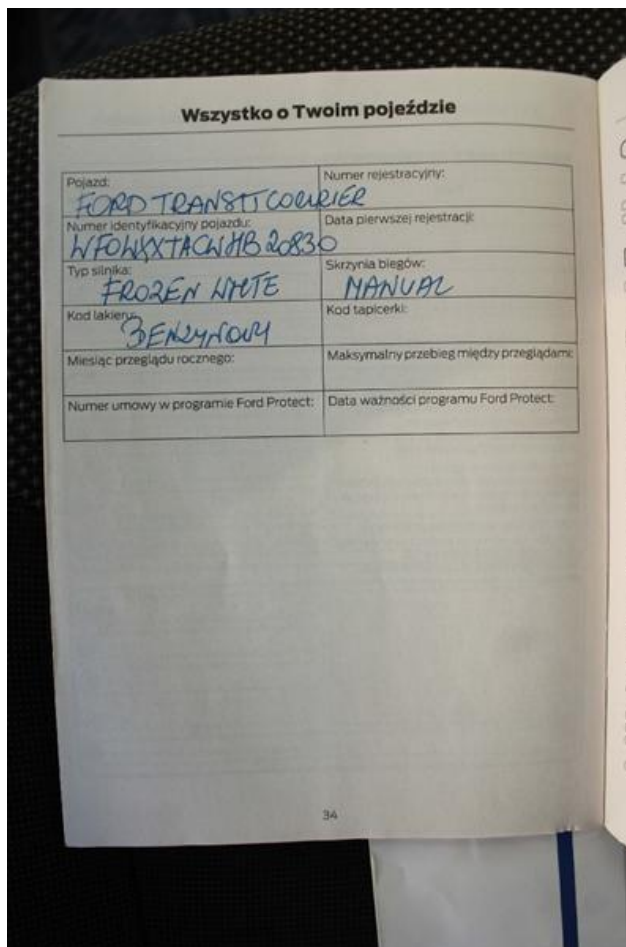 Wszystko o Twoim pojeździe
Pojazd: Numer rejestracyjny:
FORD TRANSIT COURIER
Numer identyfikacyjny pojazdu: Data pierwszej rejestracji:
WF0WXXTACWHB20830
Typ silnika: Skrzynia biegów:
FROZEN WHITE MANUAL
Kod lakieru: Kod tapicerki:
BENZYNOWY
Miesiąc przeglądu rocznego: Maksymalny przebieg między przeglądami:
Numer umowy w programie Ford Protect: Data ważności programu Ford Protect:
34